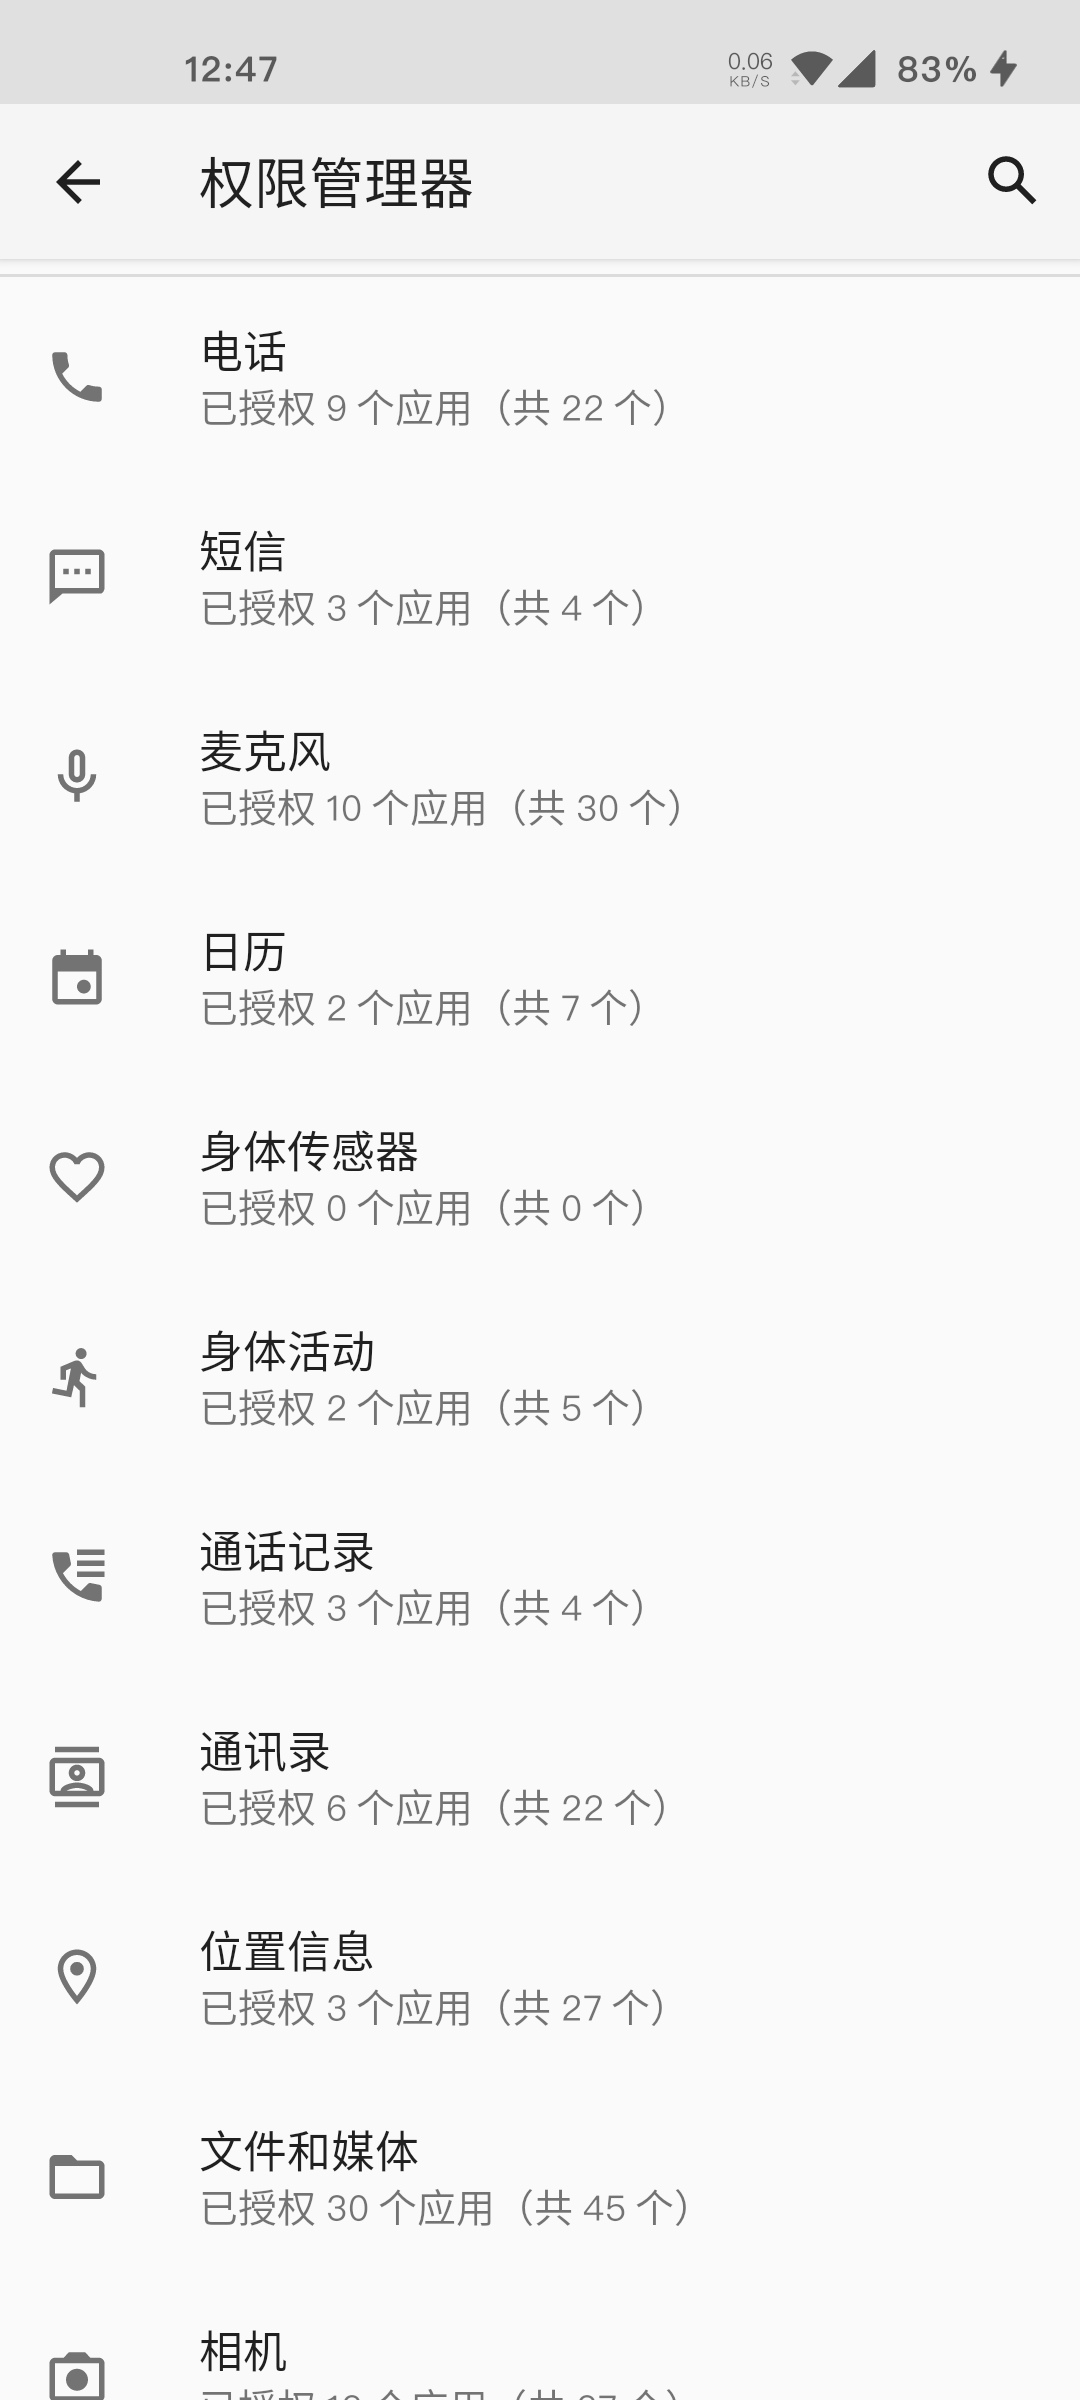 12:47
0.06
KB/S
83%
权限管理器
电话
已授权 9 个应用（共 22 个）
短信
已授权 3 个应用（共 4 个）
麦克风
已授权 10 个应用（共 30 个）
日历
已授权 2 个应用（共 7 个）
身体传感器
已授权 0 个应用（共 0 个）
身体活动
已授权 2 个应用（共 5 个）
通话记录
已授权 3 个应用（共 4 个）
通讯录
已授权 6 个应用（共 22 个）
位置信息
已授权 3 个应用（共 27 个）
文件和媒体
已授权 30 个应用（共 45 个）
相机